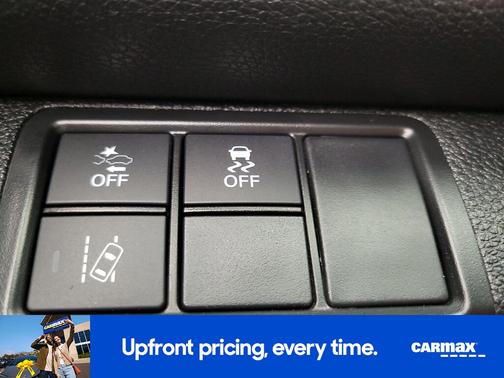 OFF
OFF
Upfront pricing, every time.
CARMAX